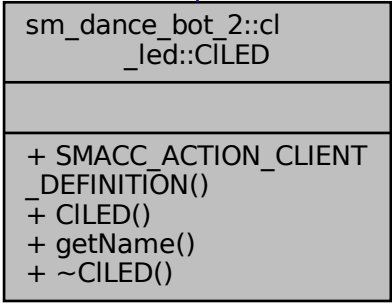 sm_dance_bot_2::cl
_led::ClLED
+ SMACC_ACTION_CLIENT
_DEFINITION()
+ ClLED()
+ getName()
+ ~ClLED()